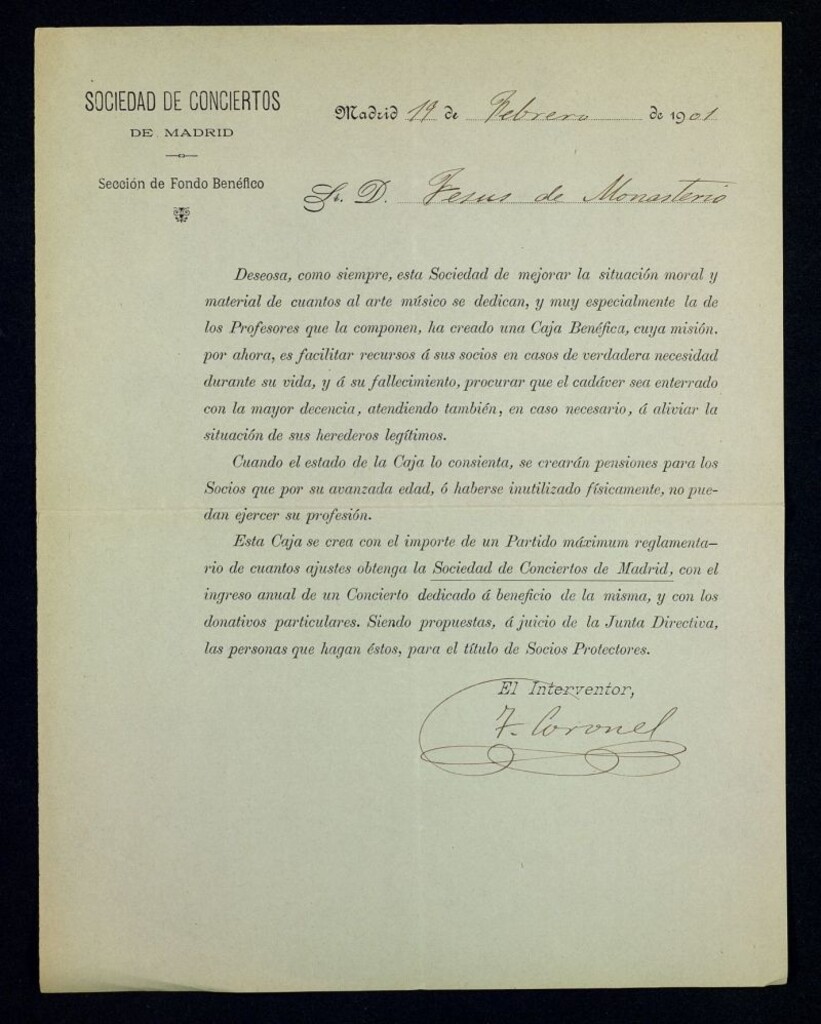 SOCIEDAD DE CONCIERTOS
DE MADRID
Sección de Fondo Benéfico
Madrid 19 de Febrero de 1901
Sr. D. Jesus de Monasterio
Deseosa, como siempre, esta Sociedad de mejorar la situación moral y
material de cuantos al arte músico se dedican, y muy especialmente la de
los Profesores que la componen, ha creado una Caja Benéfica, cuya misión.
por ahora, es facilitar recursos á sus socios en casos de verdadera necesidad
durante su vida, y á su fallecimiento, procurar que el cadáver sea enterrado
con la mayor decencia, atendiendo también, en caso necesario, á aliviar la
situación de sus herederos legítimos.
Cuando el estado de la Caja lo consienta, se crearán pensiones para los
Socios que por su avanzada edad, ó haberse inutilizado físicamente, no pue-
dan ejercer su profesión.
Esta Caja se crea con el importe de un Partido máximum reglamenta-
rio de cuantos ajustes obtenga la Sociedad de Conciertos de Madrid, con el
ingreso anual de un Concierto dedicado á beneficio de la misma, y con los
donativos particulares. Siendo propuestas, á juicio de la Junta Directiva,
las personas que hagan éstos, para el título de Socios Protectores.
El Interventor,
F. Coronel